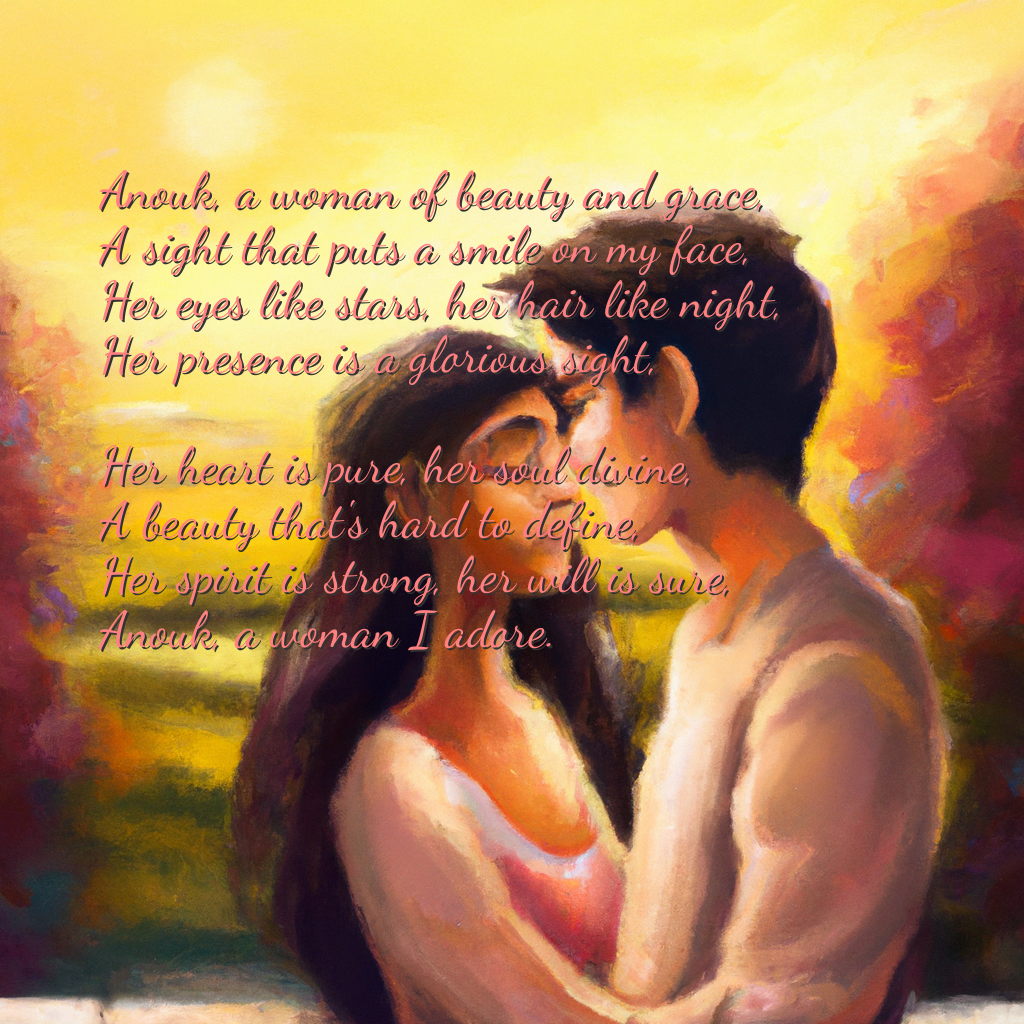 Anouk, a woman of beauty and grace,
A sight that puts a smile on my face,
Her eyes like stars, her hair like night,
Her presence is a glorious sight,
Her heart is pure, her soul divine,
A beauty that's hard to define,
Her spirit is strong, her will is sure,
Anouk, a woman I adore.